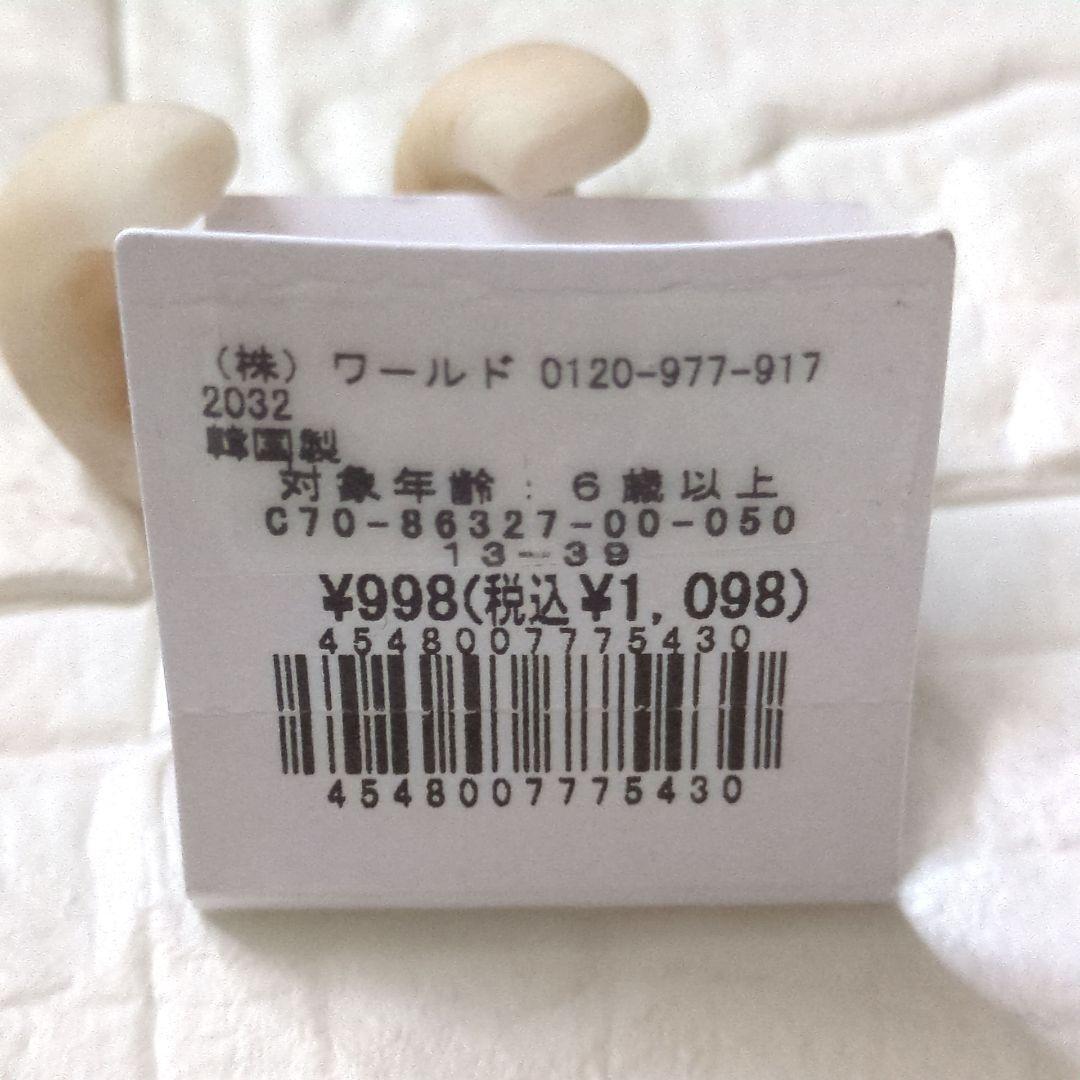 （株）ワールド 0120-977-917
2032
韓国製
対象年齢：6歳以上
C70-86327-00-050
13-39
¥998(税込¥1,098)
4548007775430
4548007775430